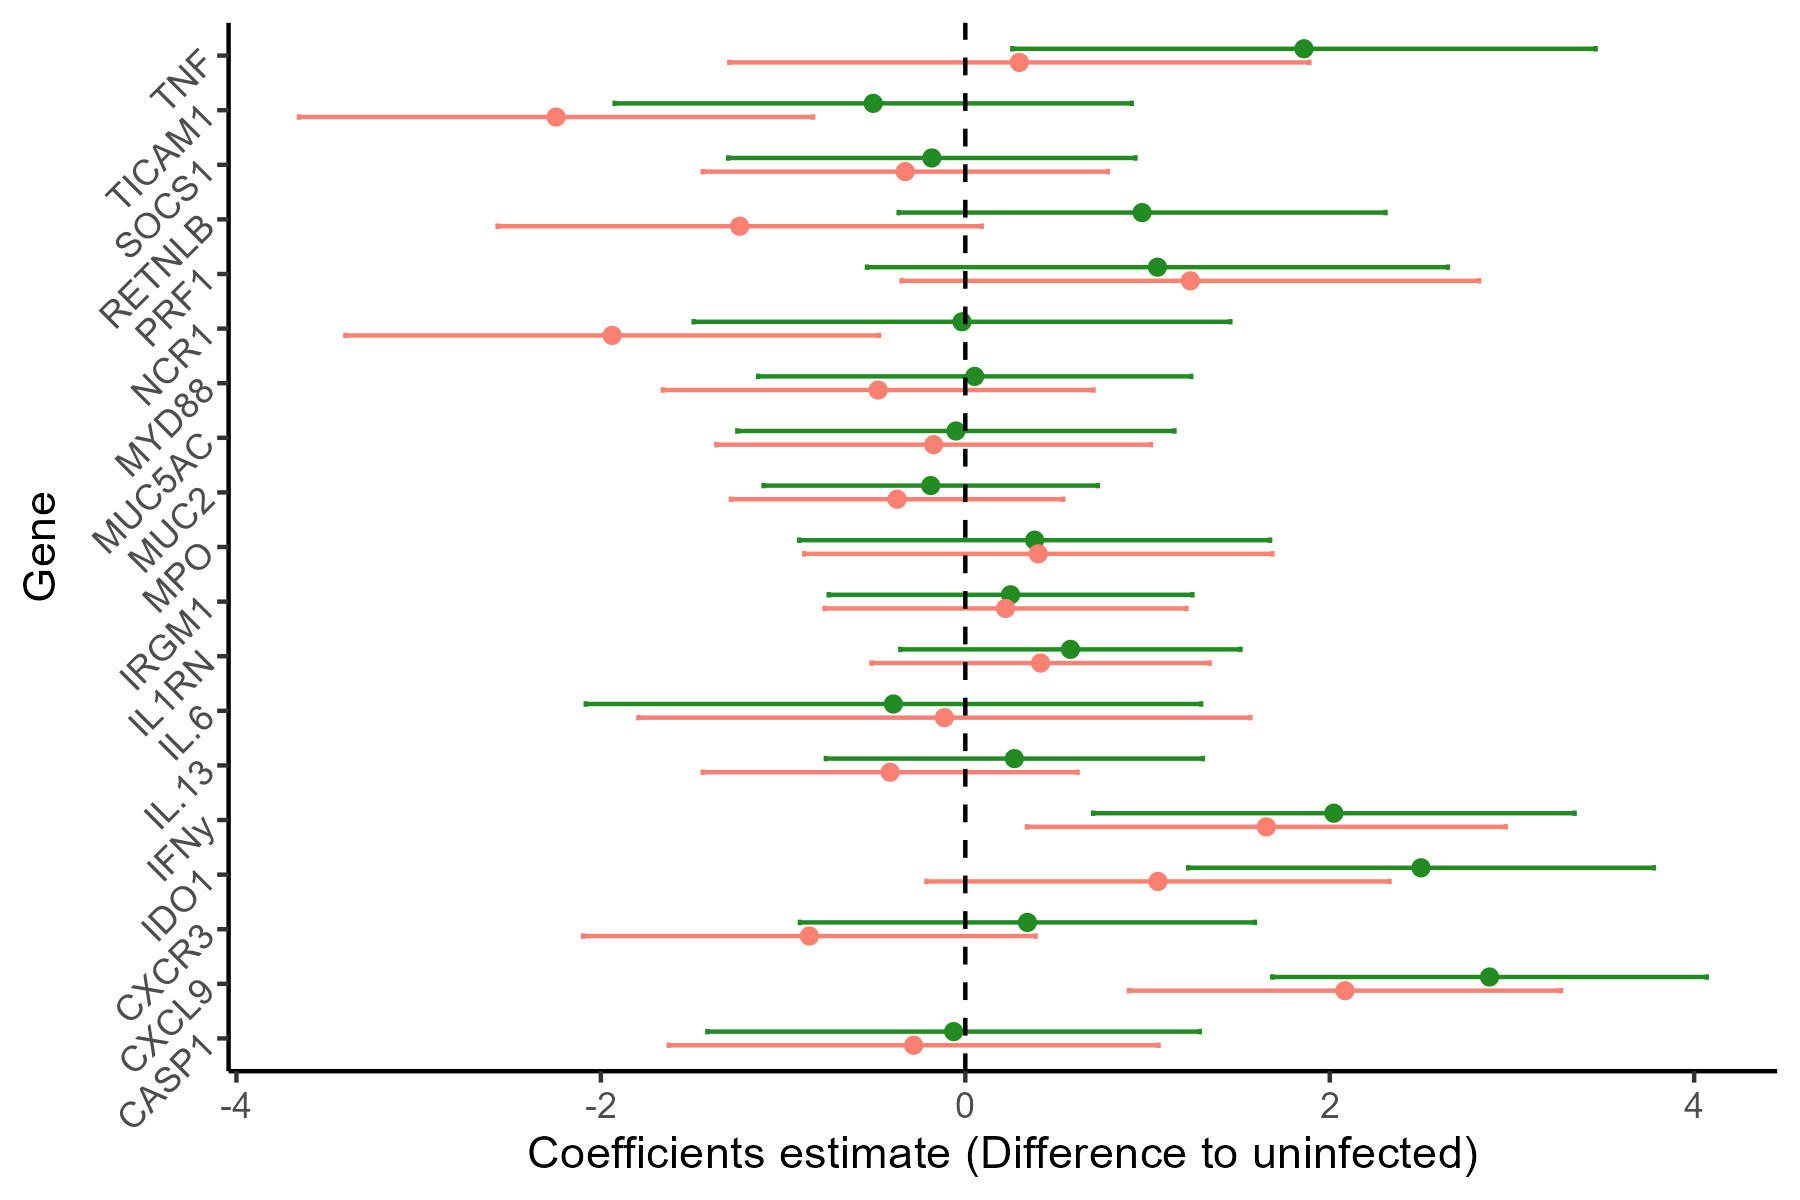 TNF
TICAM1
SOCS1
RETNLB
PRF1
NCR1
MYD88
MUC5AC
MUC2
MPO
IRGM1
IL1RN
IL.6
IL.13
IFNy
IDO1
CXCR3
CXCL9
CASP1
Gene
-4 -2 0 2 4
Coefficients estimate (Difference to uninfected)